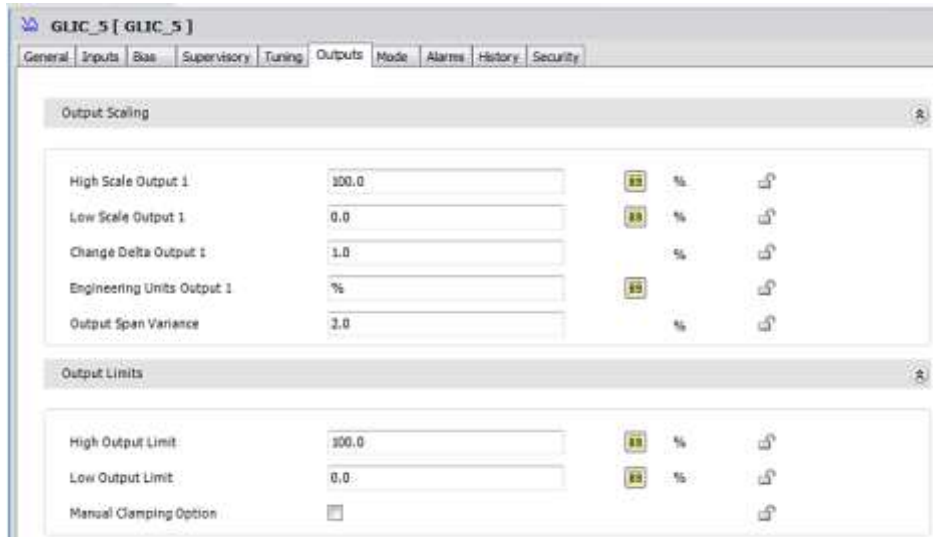 GLIC_5 [ GLIC_5 ]
General Inputs Bias Supervisory Tuning Outputs Mode Alarms History Security
Output Scaling
High Scale Output 1 100.0 %
Low Scale Output 1 0.0 %
Change Delta Output 1 1.0 %
Engineering Units Output 1 %
Output Span Variance 2.0 %
Output Limits
High Output Limit 100.0 %
Low Output Limit 0.0 %
Manual Clamping Option